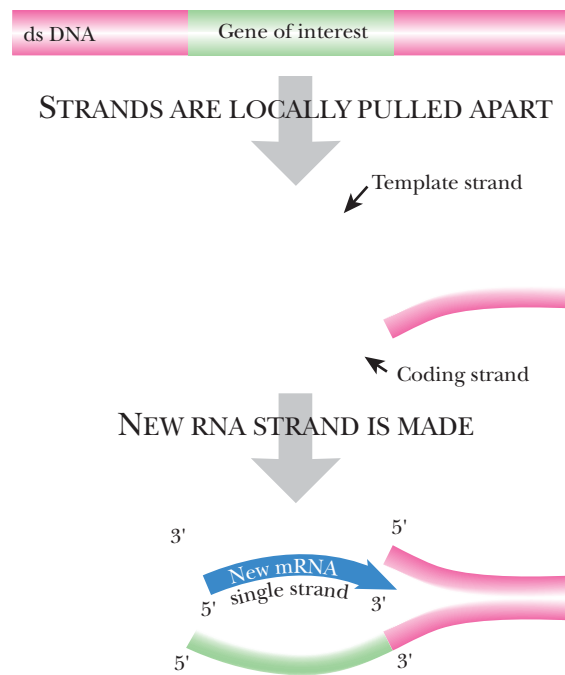 ds DNA
Gene of interest
STRANDS ARE LOCALLY PULLED APART
Template strand
Coding strand
NEW RNA STRAND IS MADE
3'
5'
New mRNA
5'
single strand
3'
5'
3'